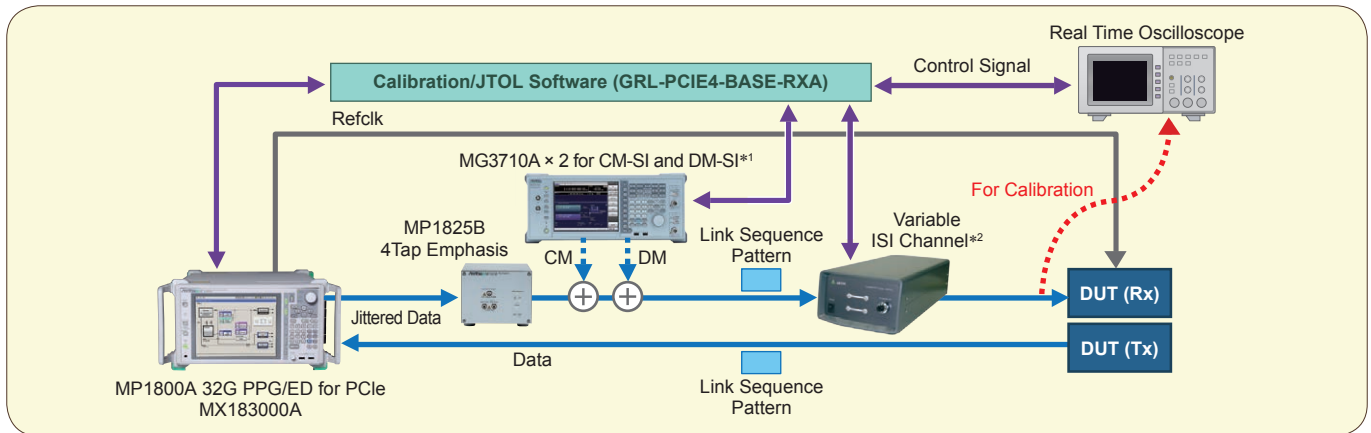 Real Time Oscilloscope
Calibration/JTOL Software (GRL-PCIE4-BASE-RXA)
Control Signal
Refclk
MG3710A × 2 for CM-SI and DM-SI*1
For Calibration
MP1825B
4Tap Emphasis
CM
DM
Link Sequence
Pattern
Variable
ISI Channel*2
Jittered Data
DUT (Rx)
DUT (Tx)
Data
Link Sequence
Pattern
MP1800A 32G PPG/ED for PCIe
MX183000A